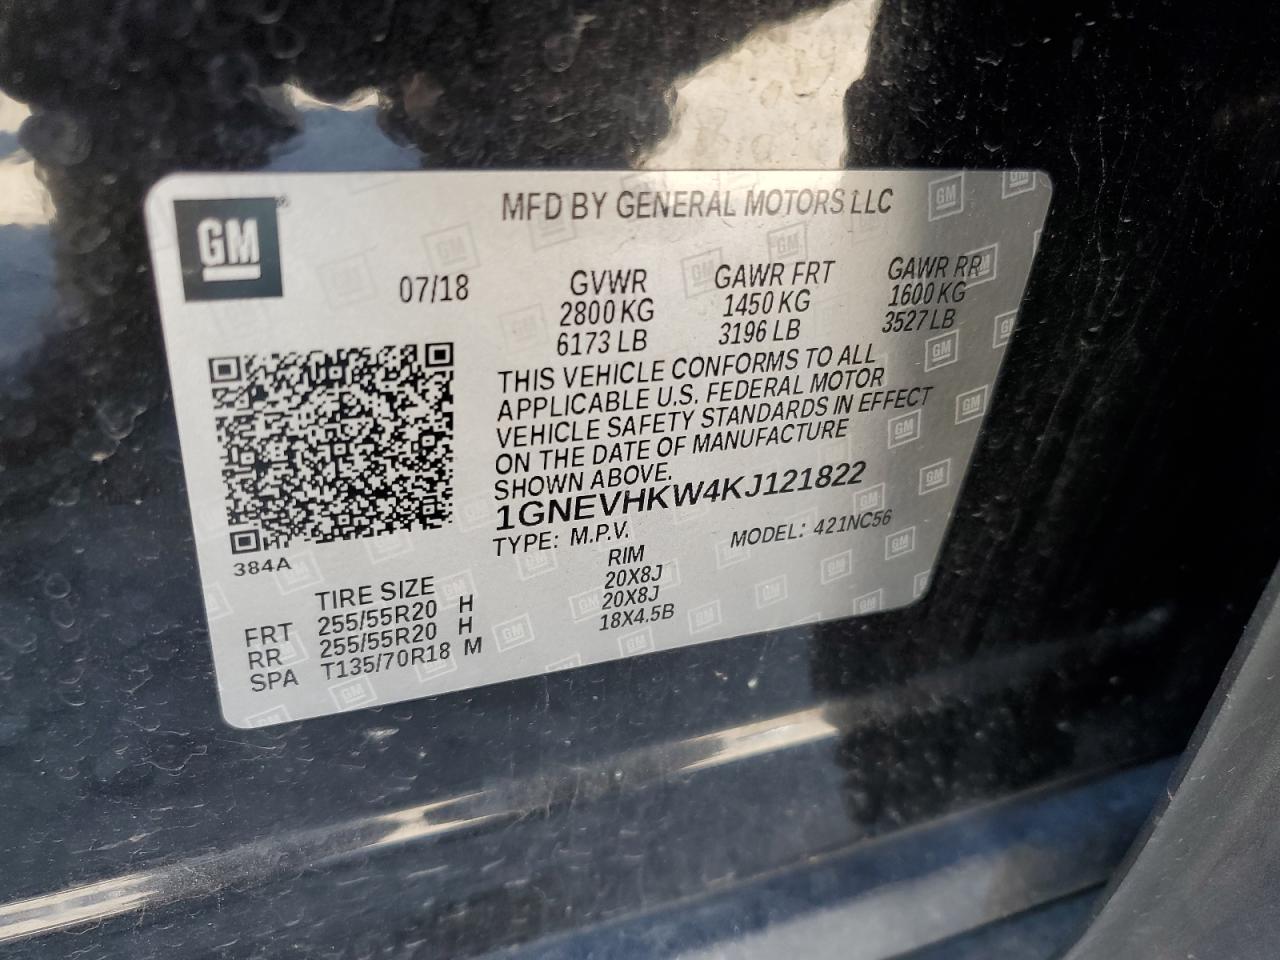 GM
MFD BY GENERAL MOTORS LLC
07/18
GVWR GAWR FRT GAWR RR
2800 KG 1450 KG 1600 KG
6173 LB 3196 LB 3527 LB
THIS VEHICLE CONFORMS TO ALL
APPLICABLE U.S. FEDERAL MOTOR
VEHICLE SAFETY STANDARDS IN EFFECT
ON THE DATE OF MANUFACTURE
SHOWN ABOVE.
1GNEVHKW4KJ121822
TYPE: M.P.V. MODEL: 421NC56
384A
TIRE SIZE RIM
FRT 255/55R20 H 20X8J
RR 255/55R20 H 20X8J
SPA T135/70R18 M 18X4.5B